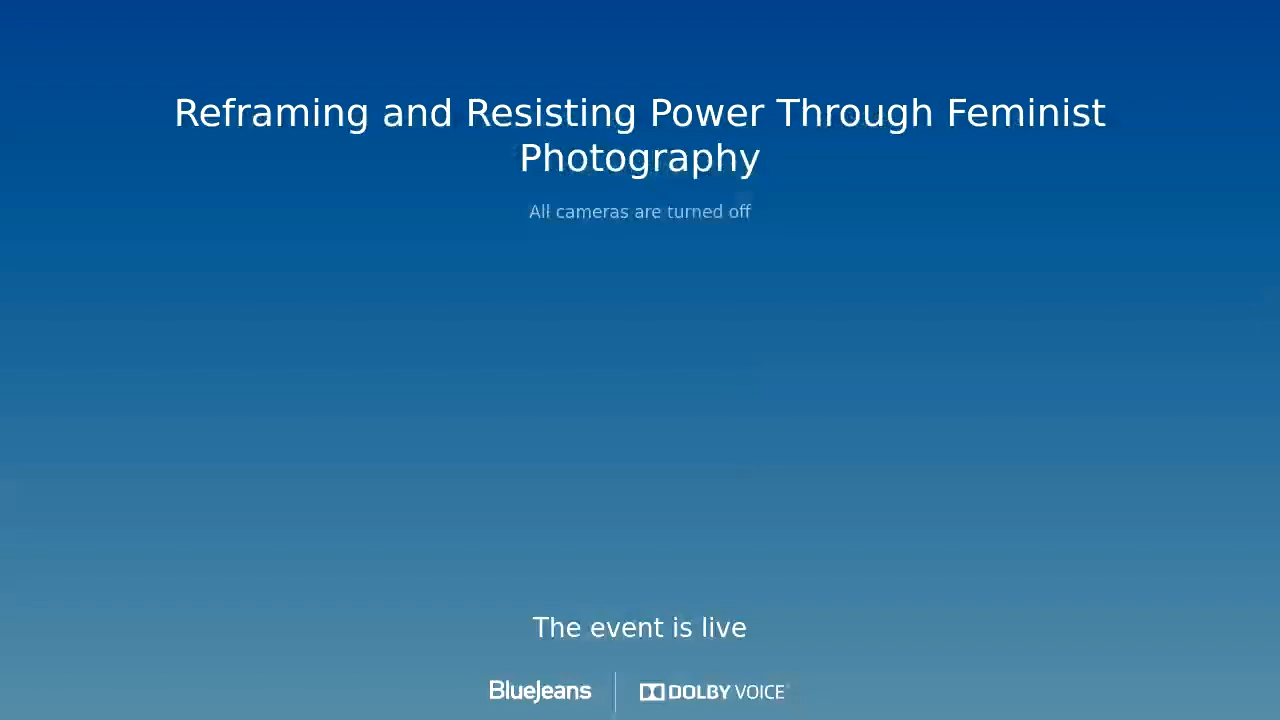 Reframing and Resisting Power Through Feminist
Photography
All cameras are turned off
The event is live
BlueJeans
DOLBY VOICE